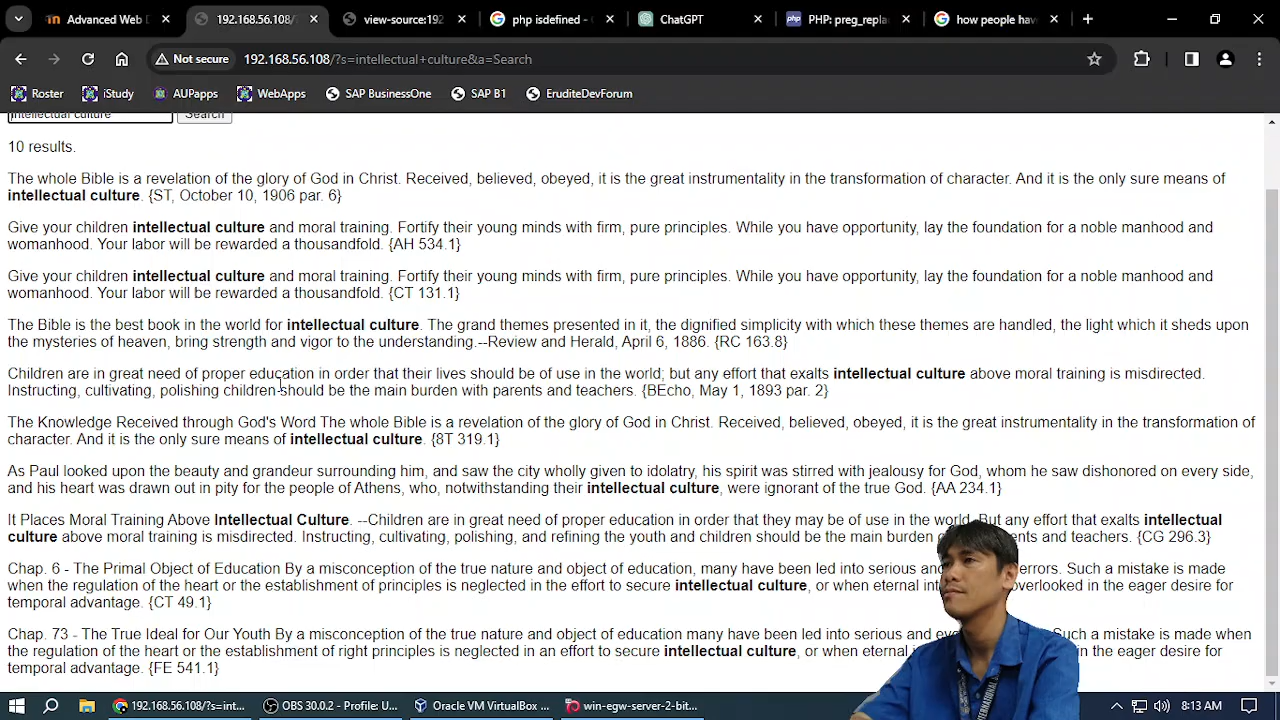 Advanced Web D
192.168.56.108/
view-source:192
php isdefined -
ChatGPT
PHP: preg_repla
how people hav
Not secure
192.168.56.108/?s=intellectual+culture&a=Search
Roster
iStudy
AUPapps
WebApps
SAP BusinessOne
SAP B1
EruditeDevForum
intellectual culture
Search
10 results.
The whole Bible is a revelation of the glory of God in Christ. Received, believed, obeyed, it is the great instrumentality in the transformation of character. And it is the only sure means of
intellectual culture. {ST, October 10, 1906 par. 6}
Give your children intellectual culture and moral training. Fortify their young minds with firm, pure principles. While you have opportunity, lay the foundation for a noble manhood and
womanhood. Your labor will be rewarded a thousandfold. {AH 534.1}
Give your children intellectual culture and moral training. Fortify their young minds with firm, pure principles. While you have opportunity, lay the foundation for a noble manhood and
womanhood. Your labor will be rewarded a thousandfold. {CT 131.1}
The Bible is the best book in the world for intellectual culture. The grand themes presented in it, the dignified simplicity with which these themes are handled, the light which it sheds upon
the mysteries of heaven, bring strength and vigor to the understanding.--Review and Herald, April 6, 1886. {RC 163.8}
Children are in great need of proper education in order that their lives should be of use in the world; but any effort that exalts intellectual culture above moral training is misdirected.
Instructing, cultivating, polishing children should be the main burden with parents and teachers. {BEcho, May 1, 1893 par. 2}
The Knowledge Received through God's Word The whole Bible is a revelation of the glory of God in Christ. Received, believed, obeyed, it is the great instrumentality in the transformation of
character. And it is the only sure means of intellectual culture. {8T 319.1}
As Paul looked upon the beauty and grandeur surrounding him, and saw the city wholly given to idolatry, his spirit was stirred with jealousy for God, whom he saw dishonored on every side,
and his heart was drawn out in pity for the people of Athens, who, notwithstanding their intellectual culture, were ignorant of the true God. {AA 234.1}
It Places Moral Training Above Intellectual Culture. --Children are in great need of proper education in order that they may be of use in the world. But any effort that exalts intellectual
culture above moral training is misdirected. Instructing, cultivating, polishing, and refining the youth and children should be the main burden and teachers. {CG 296.3}
Chap. 6 - The Primal Object of Education By a misconception of the true nature and object of education, many have been led into serious and errors. Such a mistake is made
when the regulation of the heart or the establishment of principles is neglected in the effort to secure intellectual culture, or when eternal overlooked in the eager desire for
temporal advantage. {CT 49.1}
Chap. 73 - The True Ideal for Our Youth By a misconception of the true nature and object of education many have been led into serious and Such a mistake is made when
the regulation of the heart or the establishment of right principles is neglected in an effort to secure intellectual culture, or when eternal in the eager desire for
temporal advantage. {FE 541.1}
192.168.56.108/?s=int...
OBS 30.0.2 - Profile: U...
Oracle VM VirtualBox ...
win-egw-server-2-bit...
8:13 AM